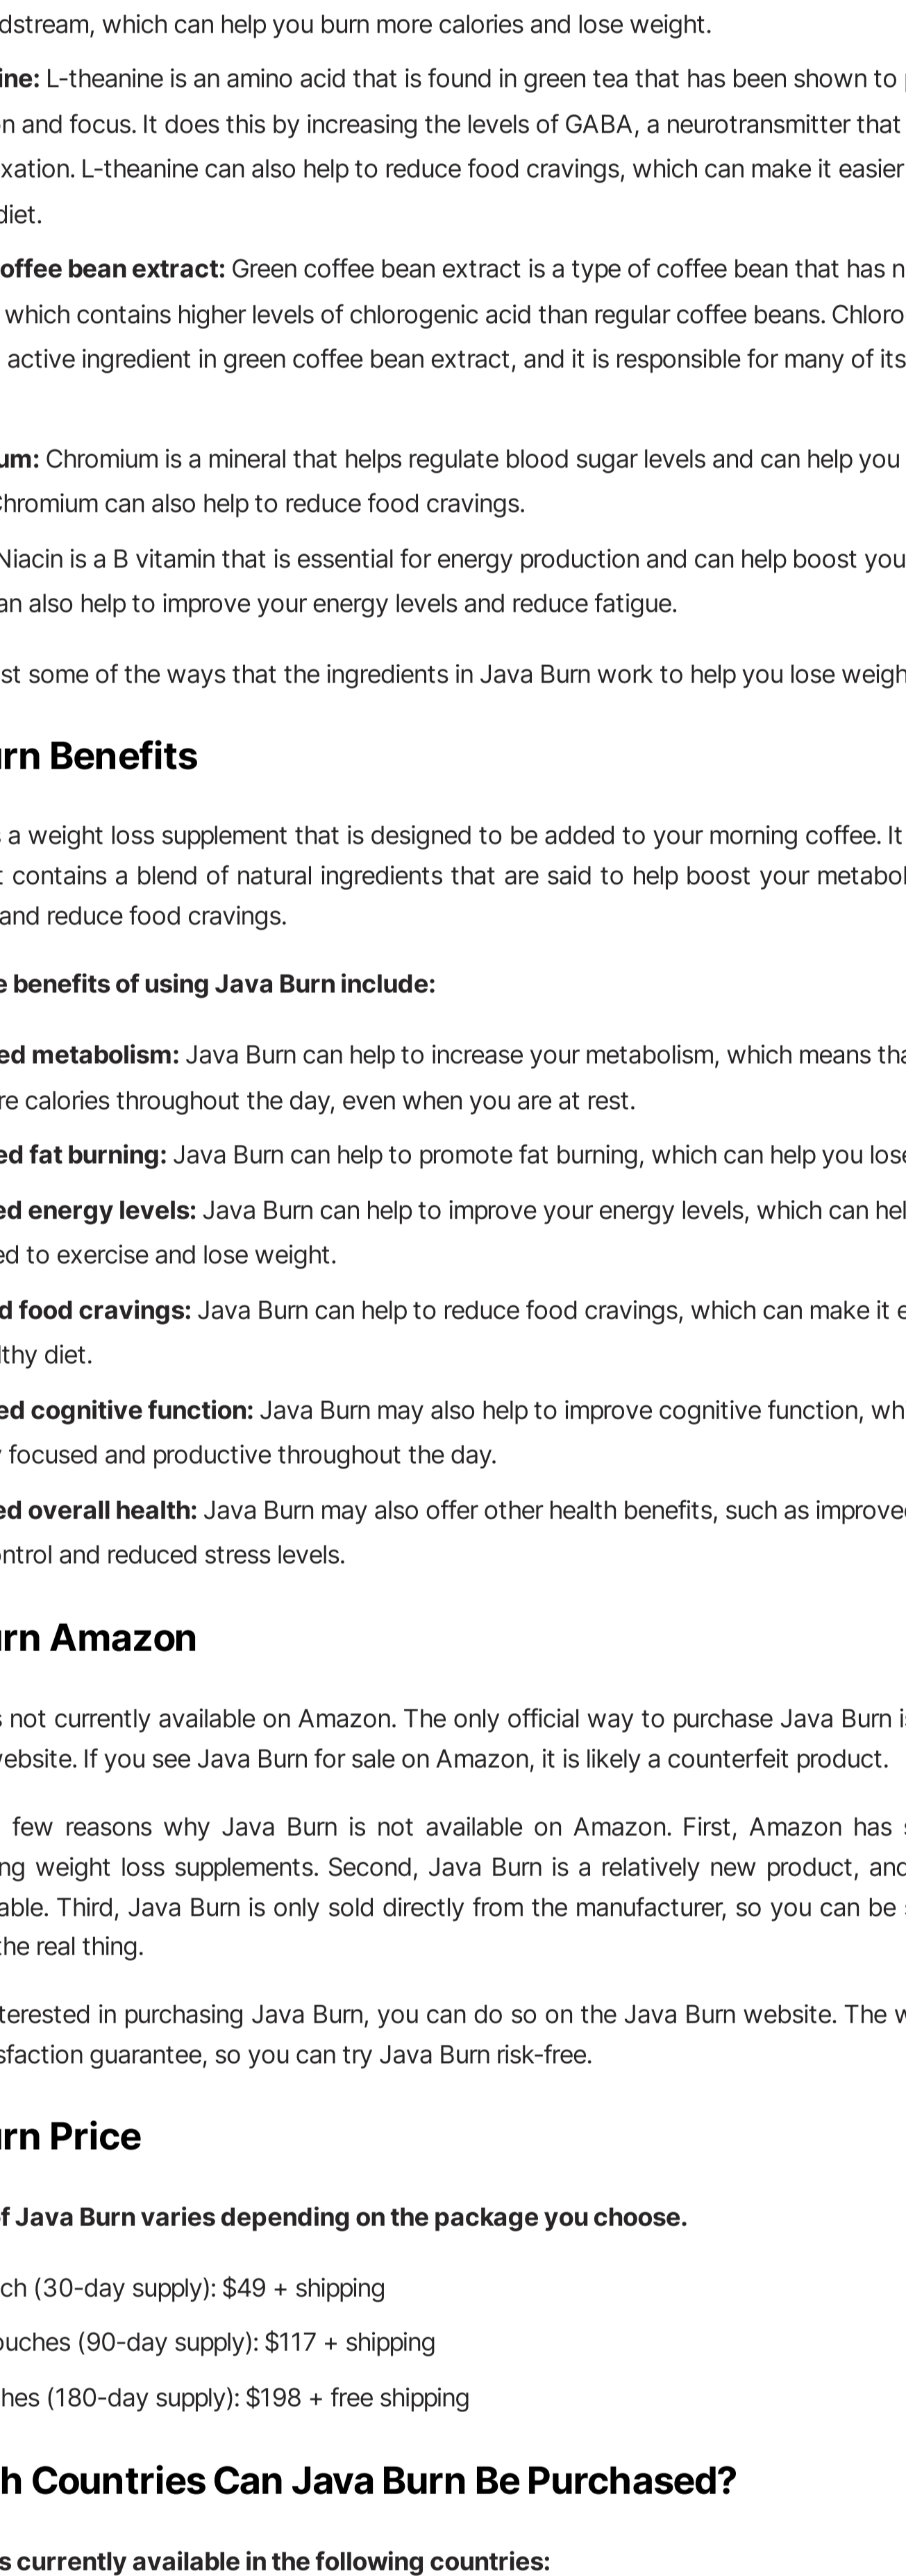 dstream, which can help you burn more calories and lose weight.
ine: L-theanine is an amino acid that is found in green tea that has been shown to
n and focus. It does this by increasing the levels of GABA, a neurotransmitter that
xation. L-theanine can also help to reduce food cravings, which can make it easier
diet.
offee bean extract: Green coffee bean extract is a type of coffee bean that has n
which contains higher levels of chlorogenic acid than regular coffee beans. Chloro
active ingredient in green coffee bean extract, and it is responsible for many of its
um: Chromium is a mineral that helps regulate blood sugar levels and can help you
Chromium can also help to reduce food cravings.
Niacin is a B vitamin that is essential for energy production and can help boost you
an also help to improve your energy levels and reduce fatigue.
st some of the ways that the ingredients in Java Burn work to help you lose weigh
urn Benefits
a weight loss supplement that is designed to be added to your morning coffee. It
t contains a blend of natural ingredients that are said to help boost your metabol
and reduce food cravings.
e benefits of using Java Burn include:
ed metabolism: Java Burn can help to increase your metabolism, which means tha
re calories throughout the day, even when you are at rest.
ed fat burning: Java Burn can help to promote fat burning, which can help you lose
ed energy levels: Java Burn can help to improve your energy levels, which can hel
ed to exercise and lose weight.
d food cravings: Java Burn can help to reduce food cravings, which can make it e
lthy diet.
ed cognitive function: Java Burn may also help to improve cognitive function, wh
y focused and productive throughout the day.
ed overall health: Java Burn may also offer other health benefits, such as improved
ontrol and reduced stress levels.
urn Amazon
s not currently available on Amazon. The only official way to purchase Java Burn is
vebsite. If you see Java Burn for sale on Amazon, it is likely a counterfeit product.
few reasons why Java Burn is not available on Amazon. First, Amazon has s
ng weight loss supplements. Second, Java Burn is a relatively new product, and
able. Third, Java Burn is only sold directly from the manufacturer, so you can be s
the real thing.
terested in purchasing Java Burn, you can do so on the Java Burn website. The w
sfaction guarantee, so you can try Java Burn risk-free.
urn Price
of Java Burn varies depending on the package you choose.
ch (30-day supply): $49 + shipping
ouches (90-day supply): $117 + shipping
hes (180-day supply): $198 + free shipping
h Countries Can Java Burn Be Purchased?
s currently available in the following countries: